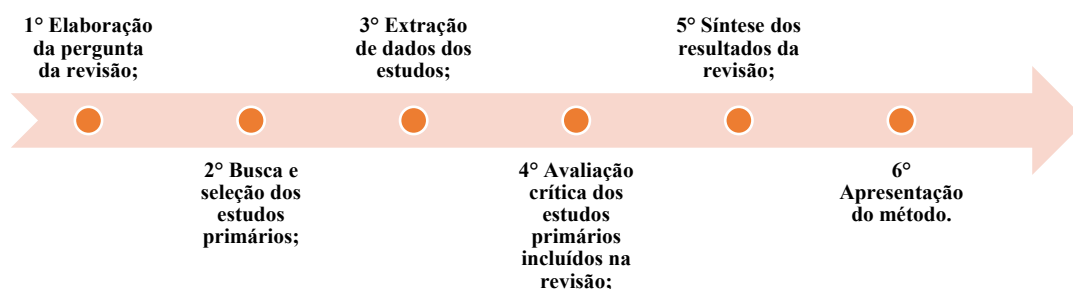 1° Elaboração
da pergunta
da revisão;
2° Busca e
seleção dos
estudos
primários;
3° Extração
de dados dos
estudos;
4° Avaliação
crítica dos
estudos
primários
incluídos na
revisão;
5° Síntese dos
resultados da
revisão;
6°
Apresentação
do método.